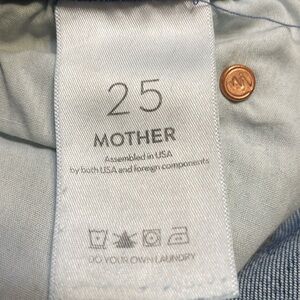 25
MOTHER
Assembled in USA
by both USA and foreign components
DO YOUR OWN LAUNDRY